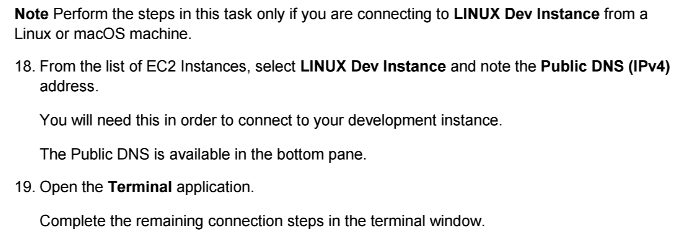 Note Perform the steps in this task only if you are connecting to LINUX Dev Instance from a
Linux or macOS machine.
18. From the list of EC2 Instances, select LINUX Dev Instance and note the Public DNS (IPv4)
address.
You will need this in order to connect to your development instance.
The Public DNS is available in the bottom pane.
19. Open the Terminal application.
Complete the remaining connection steps in the terminal window.